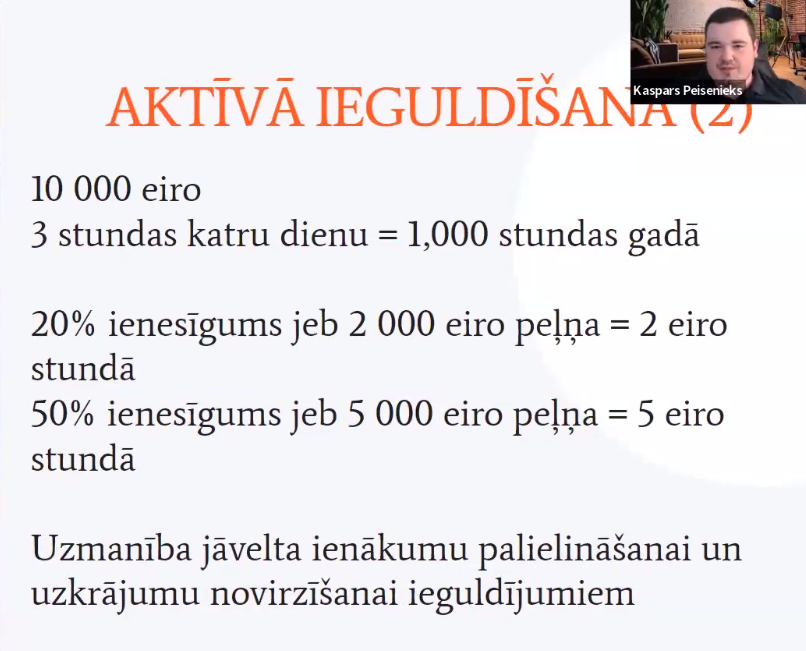 Kaspars Peisenieks
AKTĪVĀ IEGULDĪŠANA (2)
10 000 eiro
3 stundas katru dienu = 1,000 stundas gadā
20% ienesīgums jeb 2 000 eiro peļņa = 2 eiro
stundā
50% ienesīgums jeb 5 000 eiro peļņa = 5 eiro
stundā
Uzmanība jāvelta ienākumu palielināšanai un
uzkrājumu novirzīšanai ieguldījumiem